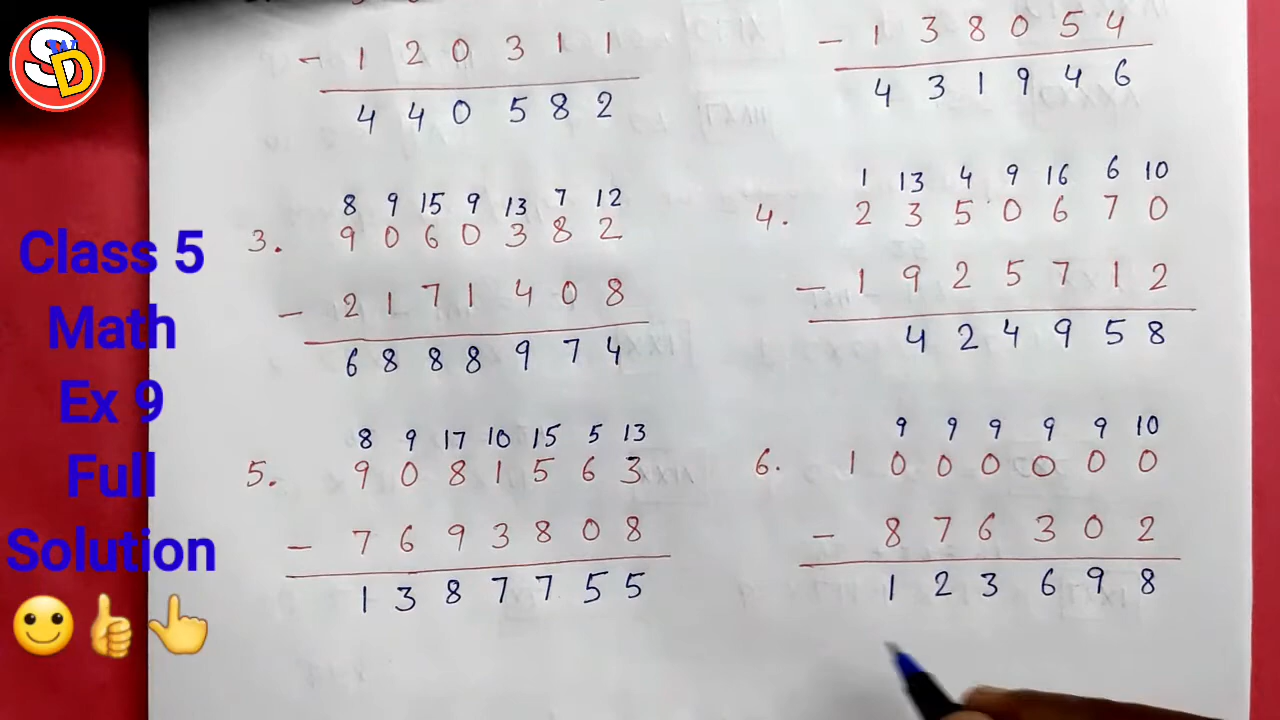 SWD
- 1 2 0 3 1 1
4 4 0 5 8 2
- 1 3 8 0 5 4
4 3 1 9 4 6
8 9 15 9 13 7 12
3. 9 0 6 0 3 8 2
- 2 1 7 1 4 0 8
6 8 8 8 9 7 4
1 13 4 9 16 6 10
4. 2 3 5 0 6 7 0
- 1 9 2 5 7 1 2
4 2 4 9 5 8
8 9 17 10 15 5 13
5. 9 0 8 1 5 6 3
- 7 6 9 3 8 0 8
1 3 8 7 7 5 5
9 9 9 9 9 10
6. 1 0 0 0 0 0 0
- 8 7 6 3 0 2
1 2 3 6 9 8
Class 5
Math
Ex 9
Full
Solution